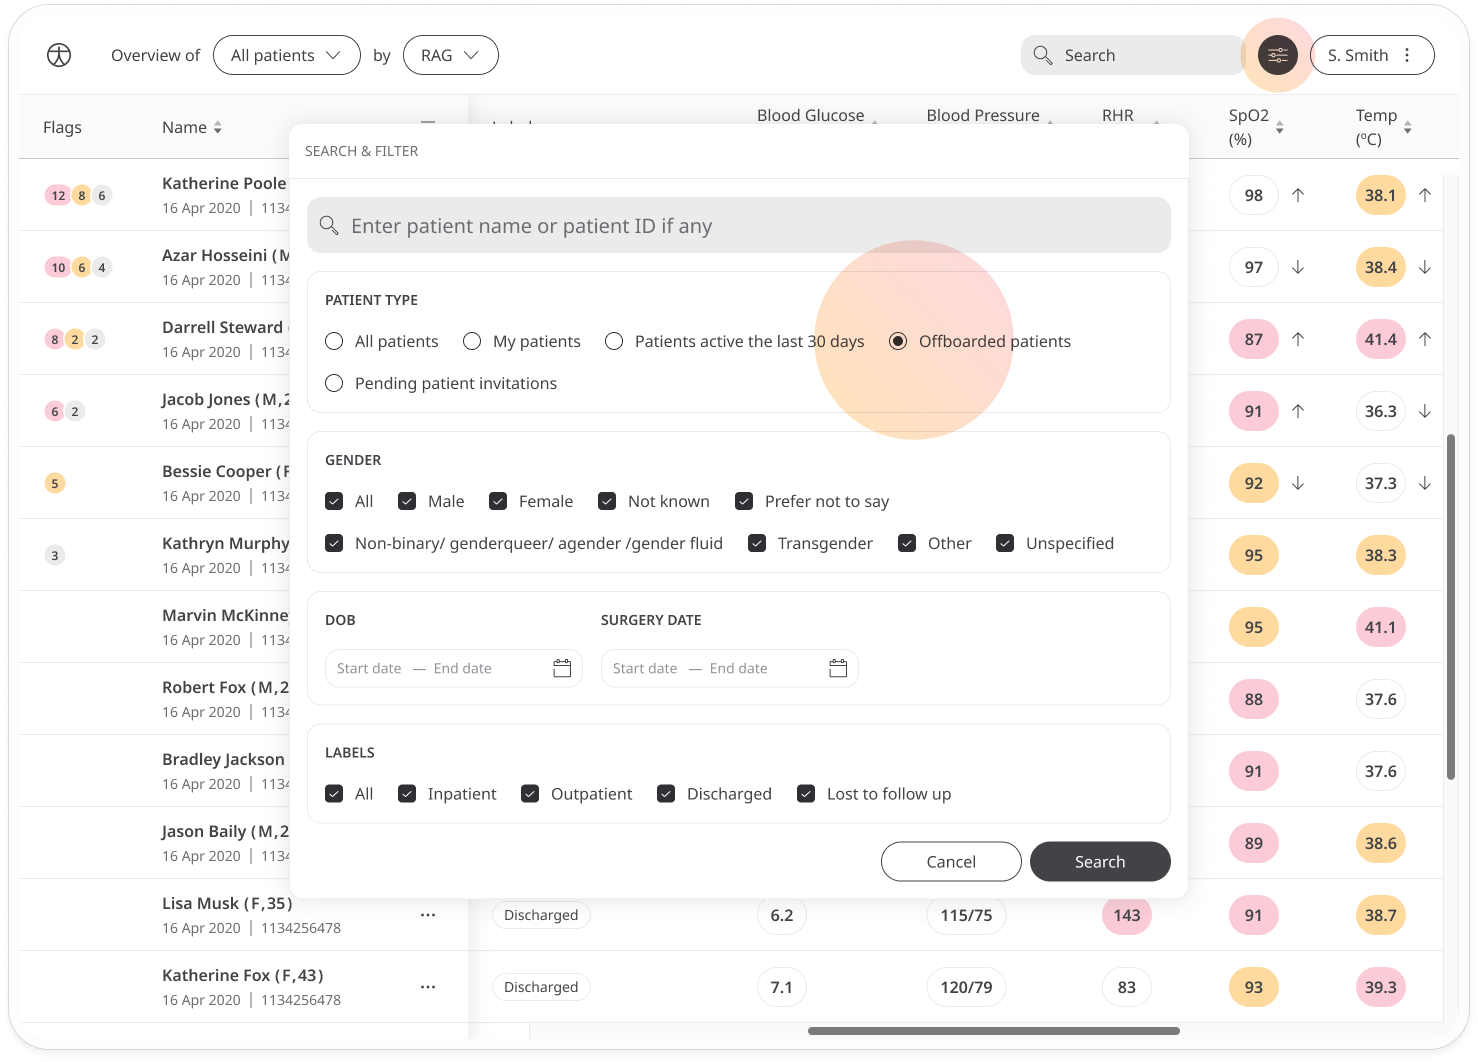 Overview of All patients by RAG Search S. Smith
Flags Name Blood Glucose Blood Pressure RHR SpO2 (%) Temp (°C)
SEARCH & FILTER
Enter patient name or patient ID if any
PATIENT TYPE
All patients My patients Patients active the last 30 days Offboarded patients
Pending patient invitations
GENDER
All Male Female Not known Prefer not to say
Non-binary/ genderqueer/ agender /gender fluid Transgender Other Unspecified
DOB SURGERY DATE
Start date — End date Start date — End date
LABELS
All Inpatient Outpatient Discharged Lost to follow up
Cancel Search
12 8 6 Katherine Poole 98 38.1
16 Apr 2020 | 1134
10 6 4 Azar Hosseini (M 97 38.4
16 Apr 2020 | 1134
8 2 2 Darrell Steward 87 41.4
16 Apr 2020 | 1134
6 2 Jacob Jones (M,2 91 36.3
16 Apr 2020 | 1134
5 Bessie Cooper (F 92 37.3
16 Apr 2020 | 1134
3 Kathryn Murphy 95 38.3
16 Apr 2020 | 1134
Marvin McKinne 95 41.1
16 Apr 2020 | 1134
Robert Fox (M,2 88 37.6
16 Apr 2020 | 1134
Bradley Jackson 91 37.6
16 Apr 2020 | 1134
Jason Baily (M,2 89 38.6
16 Apr 2020 | 1134
Lisa Musk (F,35) ... Discharged 6.2 115/75 143 91 38.7
16 Apr 2020 | 1134256478
Katherine Fox (F,43) ... Discharged 7.1 120/79 83 93 39.3
16 Apr 2020 | 1134256478